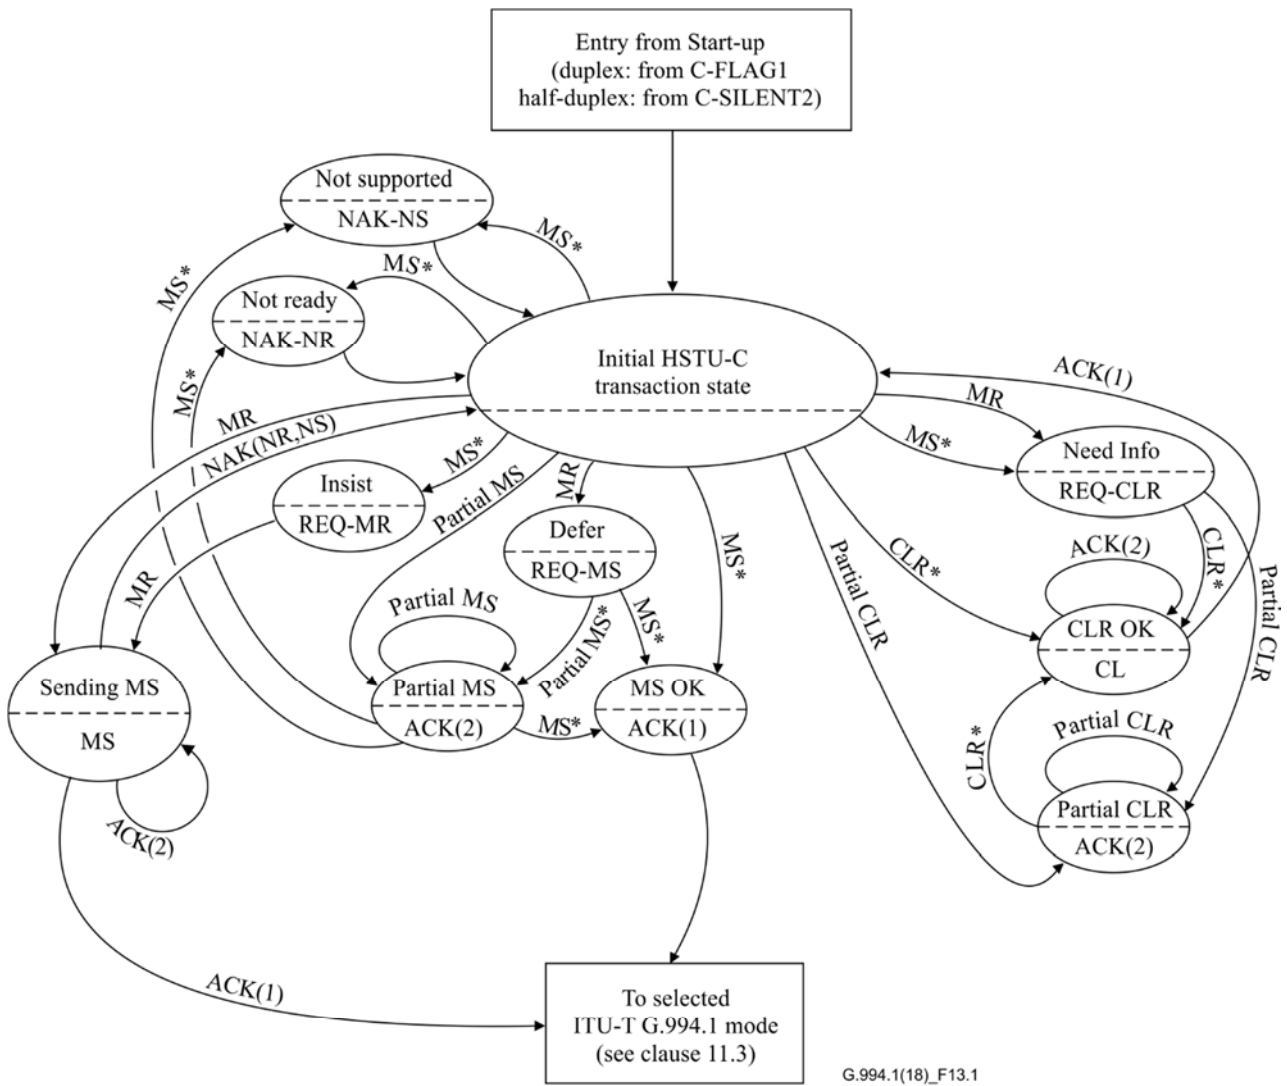 Entry from Start-up
(duplex: from C-FLAG1
half-duplex: from C-SILENT2)
Not supported
NAK-NS
MS*
MS*
MS*
Not ready
NAK-NR
MS*
Initial HSTU-C
transaction state
ACK(1)
MR
MR
NAK(NR,NS)
MS*
MS*
Need Info
REQ-CLR
Insist
REQ-MR
Partial MS
MR
Defer
REQ-MS
MS*
CLR*
Partial CLR
ACK(2)
CLR*
Partial CLR
MR
Partial MS
Partial MS*
MS*
CLR OK
CL
Sending MS
MS
Partial MS
ACK(2)
MS*
MS OK
ACK(1)
CLR*
Partial CLR
Partial CLR
ACK(2)
ACK(2)
ACK(1)
To selected
ITU-T G.994.1 mode
(see clause 11.3)
G.994.1(18)_F13.1